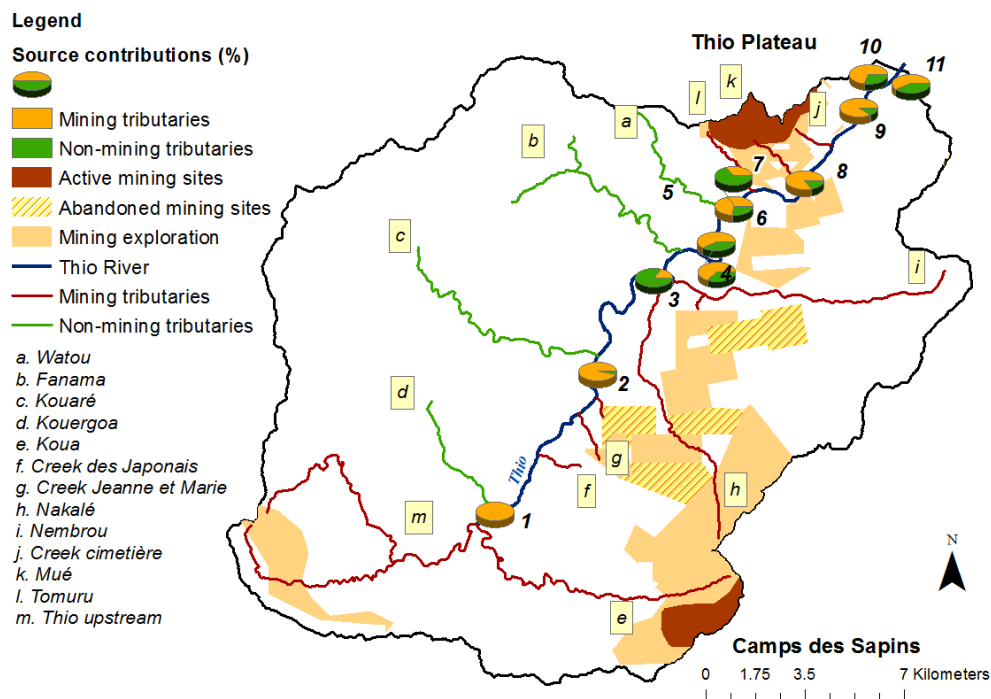 Legend
Source contributions (%)
Mining tributaries
Non-mining tributaries
Active mining sites
Abandoned mining sites
Mining exploration
Thio River
Mining tributaries
Non-mining tributaries
a. Watou
b. Fanama
c. Kouaré
d. Kouergoa
e. Koua
f. Creek des Japonais
g. Creek Jeanne et Marie
h. Nakalé
i. Nembrou
j. Creek cimetière
k. Mué
l. Tomuru
m. Thio upstream
Thio Plateau
10
11
k
l
j
a
b
9
7
8
5
6
c
i
4
3
2
d
Thio
g
f
h
m
1
N
e
Camps des Sapins
0 1.75 3.5 7 Kilometers